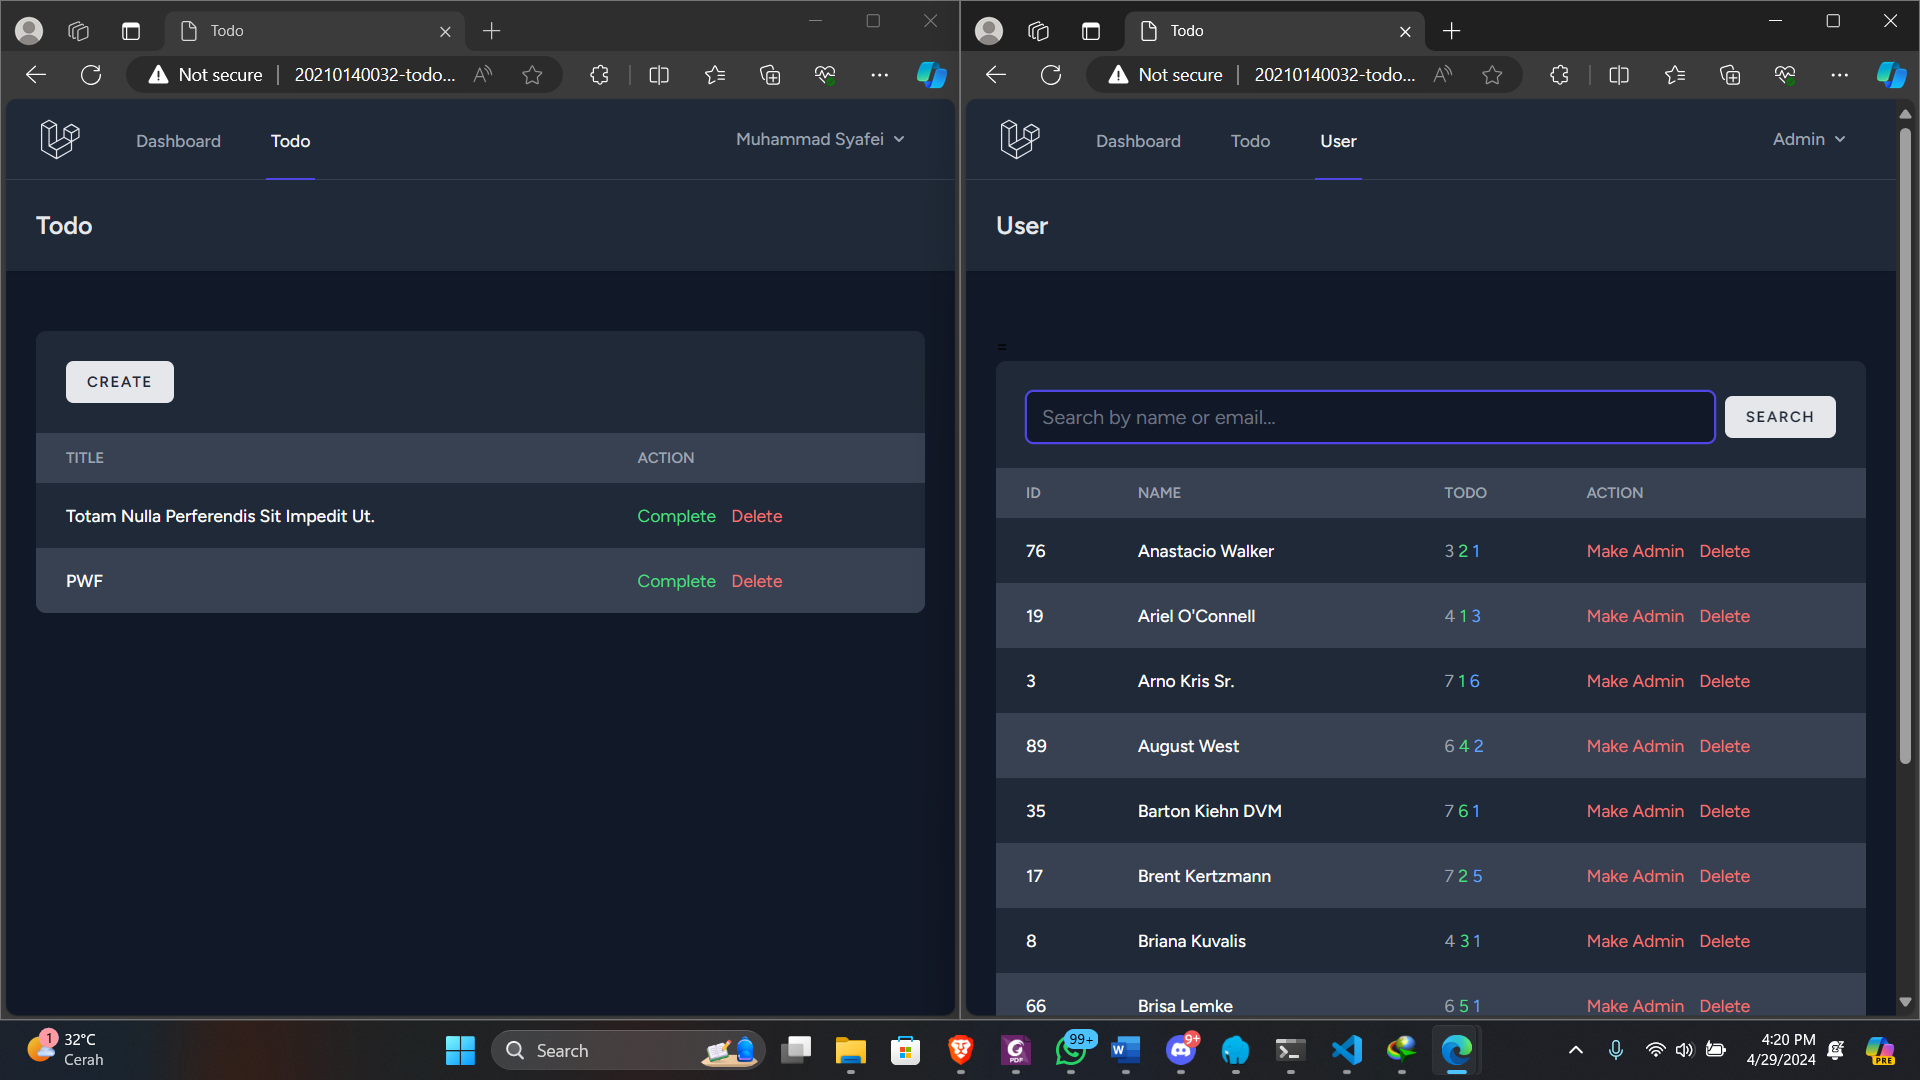 Todo
Not secure
20210140032-todo...
Dashboard
Todo
Muhammad Syafei
Todo
CREATE
TITLE ACTION
Totam Nulla Perferendis Sit Impedit Ut. Complete Delete
PWF Complete Delete
Todo
Not secure
20210140032-todo...
Dashboard
Todo
User
Admin
User
=
Search by name or email...
SEARCH
ID NAME TODO ACTION
76 Anastacio Walker 3 2 1 Make Admin Delete
19 Ariel O'Connell 4 1 3 Make Admin Delete
3 Arno Kris Sr. 7 1 6 Make Admin Delete
89 August West 6 4 2 Make Admin Delete
35 Barton Kiehn DVM 7 6 1 Make Admin Delete
17 Brent Kertzmann 7 2 5 Make Admin Delete
8 Briana Kuvalis 4 3 1 Make Admin Delete
66 Brisa Lemke 6 5 1 Make Admin Delete
1
32°C
Cerah
Search
PDF
99+
W
9+
4:20 PM
4/29/2024
PRE